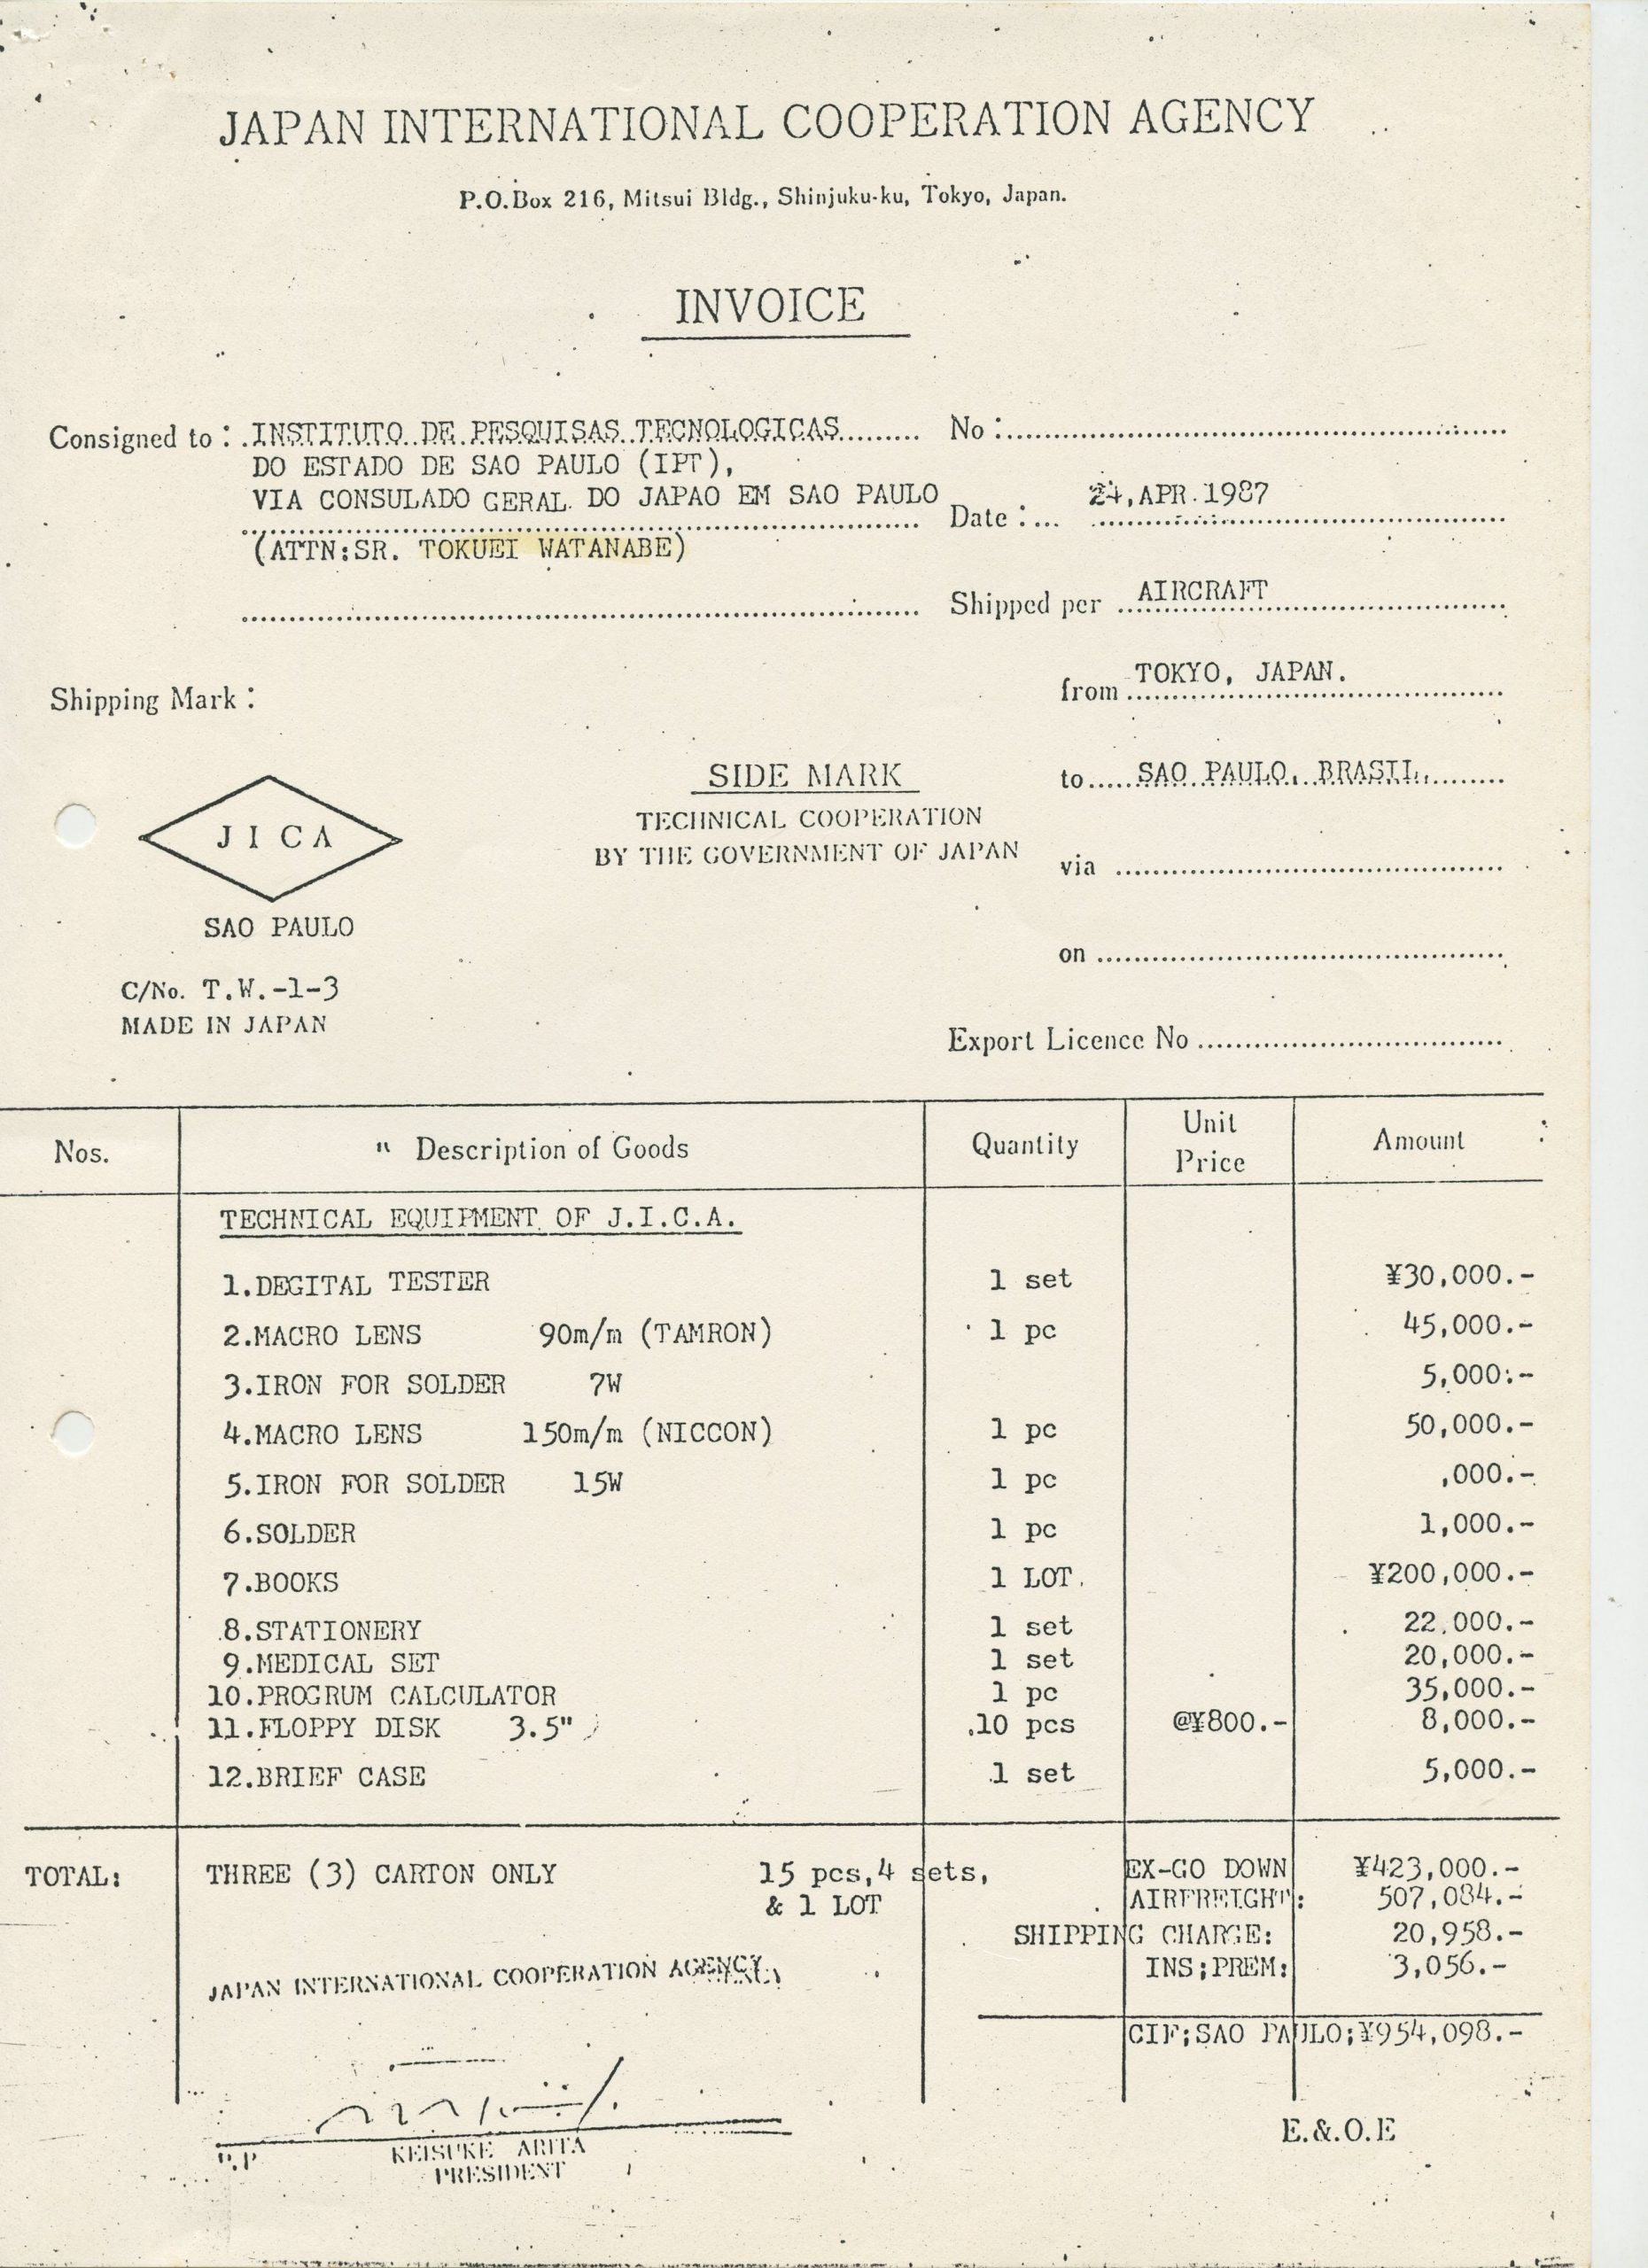 JAPAN INTERNATIONAL COOPERATION AGENCY
P.O.Box 216, Mitsui Bldg., Shinjuku-ku, Tokyo, Japan.
INVOICE
Consigned to: INSTITUTO DE PESQUISAS TECNOLOGICAS
DO ESTADO DE SAO PAULO (IPT),
VIA CONSULADO GERAL DO JAPAO EM SAO PAULO
(ATTN:SR. TOKUEI WATANABE)
No:
Date: 24,APR.1987
Shipped per AIRCRAFT
from TOKYO, JAPAN.
to SAO PAULO, BRASIL,
via
on
Export Licence No
Shipping Mark:
JICA
SAO PAULO
C/No. T.W.-1-3
MADE IN JAPAN
SIDE MARK
TECHNICAL COOPERATION
BY THE GOVERNMENT OF JAPAN
Nos. " Description of Goods Quantity Unit Price Amount
TECHNICAL EQUIPMENT OF J.I.C.A.
1.DEGITAL TESTER 1 set ¥30,000.-
2.MACRO LENS 90m/m (TAMRON) 1 pc 45,000.-
3.IRON FOR SOLDER 7W 5,000.-
4.MACRO LENS 150m/m (NICCON) 1 pc 50,000.-
5.IRON FOR SOLDER 15W 1 pc ,000.-
6.SOLDER 1 pc 1,000.-
7.BOOKS 1 LOT. ¥200,000.-
8.STATIONERY 1 set 22,000.-
9.MEDICAL SET 1 set 20,000.-
10.PROGRUM CALCULATOR 1 pc 35,000.-
11.FLOPPY DISK 3.5" 10 pcs @¥800.- 8,000.-
12.BRIEF CASE 1 set 5,000.-
TOTAL: THREE (3) CARTON ONLY 15 pcs,4 sets, EX-GO DOWN ¥423,000.-
& 1 LOT AIRFREIGHT: 507,084.-
SHIPPING CHARGE: 20,958.-
INS;PREM: 3,056.-
JAPAN INTERNATIONAL COOPERATION AGENCY
CIF;SAO PAULO;¥954,098.-
E.&.O.E
P.P KEISUKE ARITA
PRESIDENT